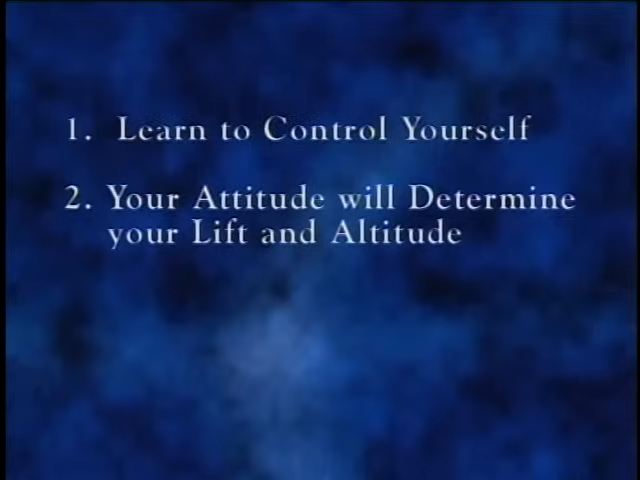 1. Learn to Control Yourself
2. Your Attitude will Determine
your Lift and Altitude